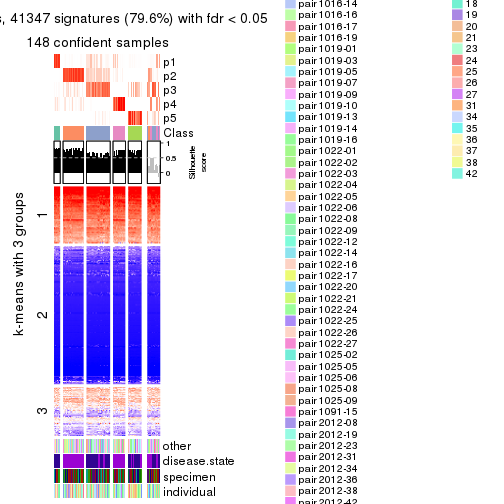 s, 41347 signatures (79.6%) with fdr < 0.05
148 confident samples
p1
p2
p3
p4
p5
Class
1
0.5
0
Silhouette
score
k-means with 3 groups
1
2
3
other
disease.state
specimen
individual
pair1016-14
pair1016-16
pair1016-17
pair1016-19
pair1019-01
pair1019-03
pair1019-05
pair1019-07
pair1019-09
pair1019-10
pair1019-13
pair1019-14
pair1019-16
pair1022-01
pair1022-02
pair1022-03
pair1022-04
pair1022-05
pair1022-06
pair1022-08
pair1022-09
pair1022-12
pair1022-14
pair1022-16
pair1022-17
pair1022-20
pair1022-21
pair1022-24
pair1022-25
pair1022-26
pair1022-27
pair1025-02
pair1025-05
pair1025-06
pair1025-08
pair1025-09
pair1091-15
pair2012-08
pair2012-19
pair2012-23
pair2012-31
pair2012-34
pair2012-36
pair2012-38
pair2012-42
18
19
20
21
23
24
25
26
27
31
34
35
36
37
38
42